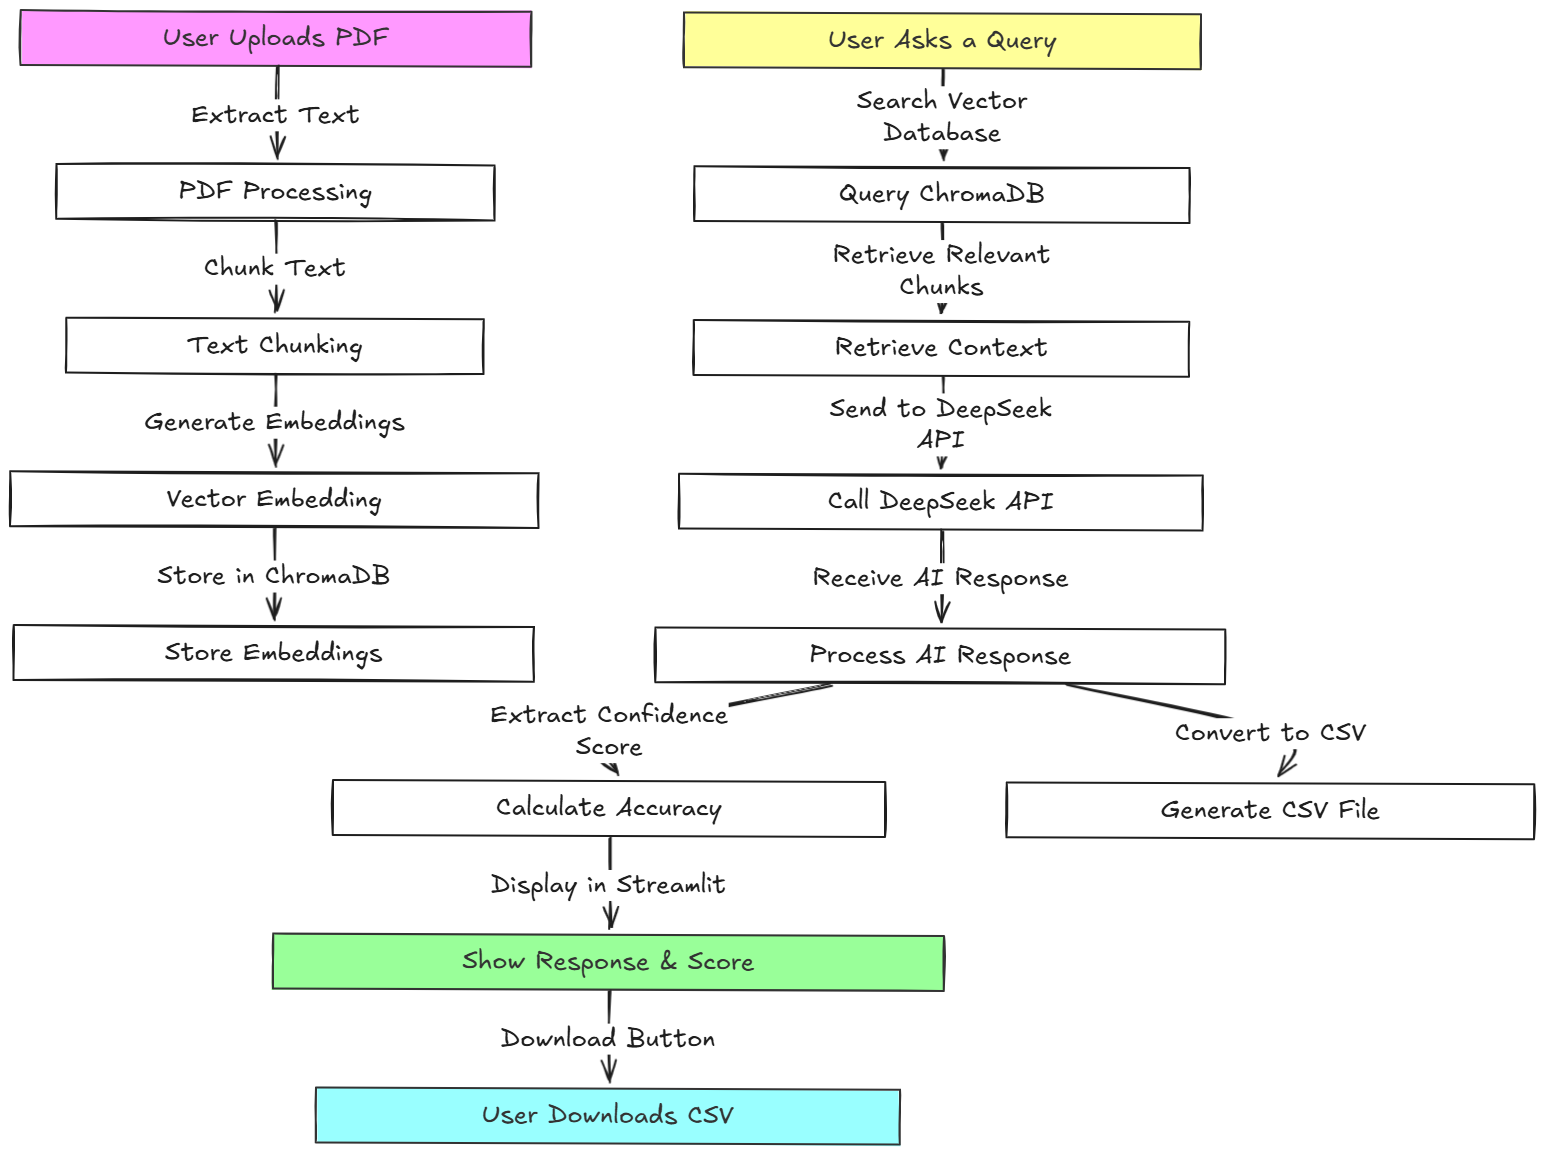 User Uploads PDF
Extract Text
PDF Processing
Chunk Text
Text Chunking
Generate Embeddings
Vector Embedding
Store in ChromaDB
Store Embeddings
User Asks a Query
Search Vector
Database
Query ChromaDB
Retrieve Relevant
Chunks
Retrieve Context
Send to DeepSeek
API
Call DeepSeek API
Receive AI Response
Process AI Response
Extract Confidence
Score
Calculate Accuracy
Display in Streamlit
Show Response & Score
Download Button
User Downloads CSV
Convert to CSV
Generate CSV File